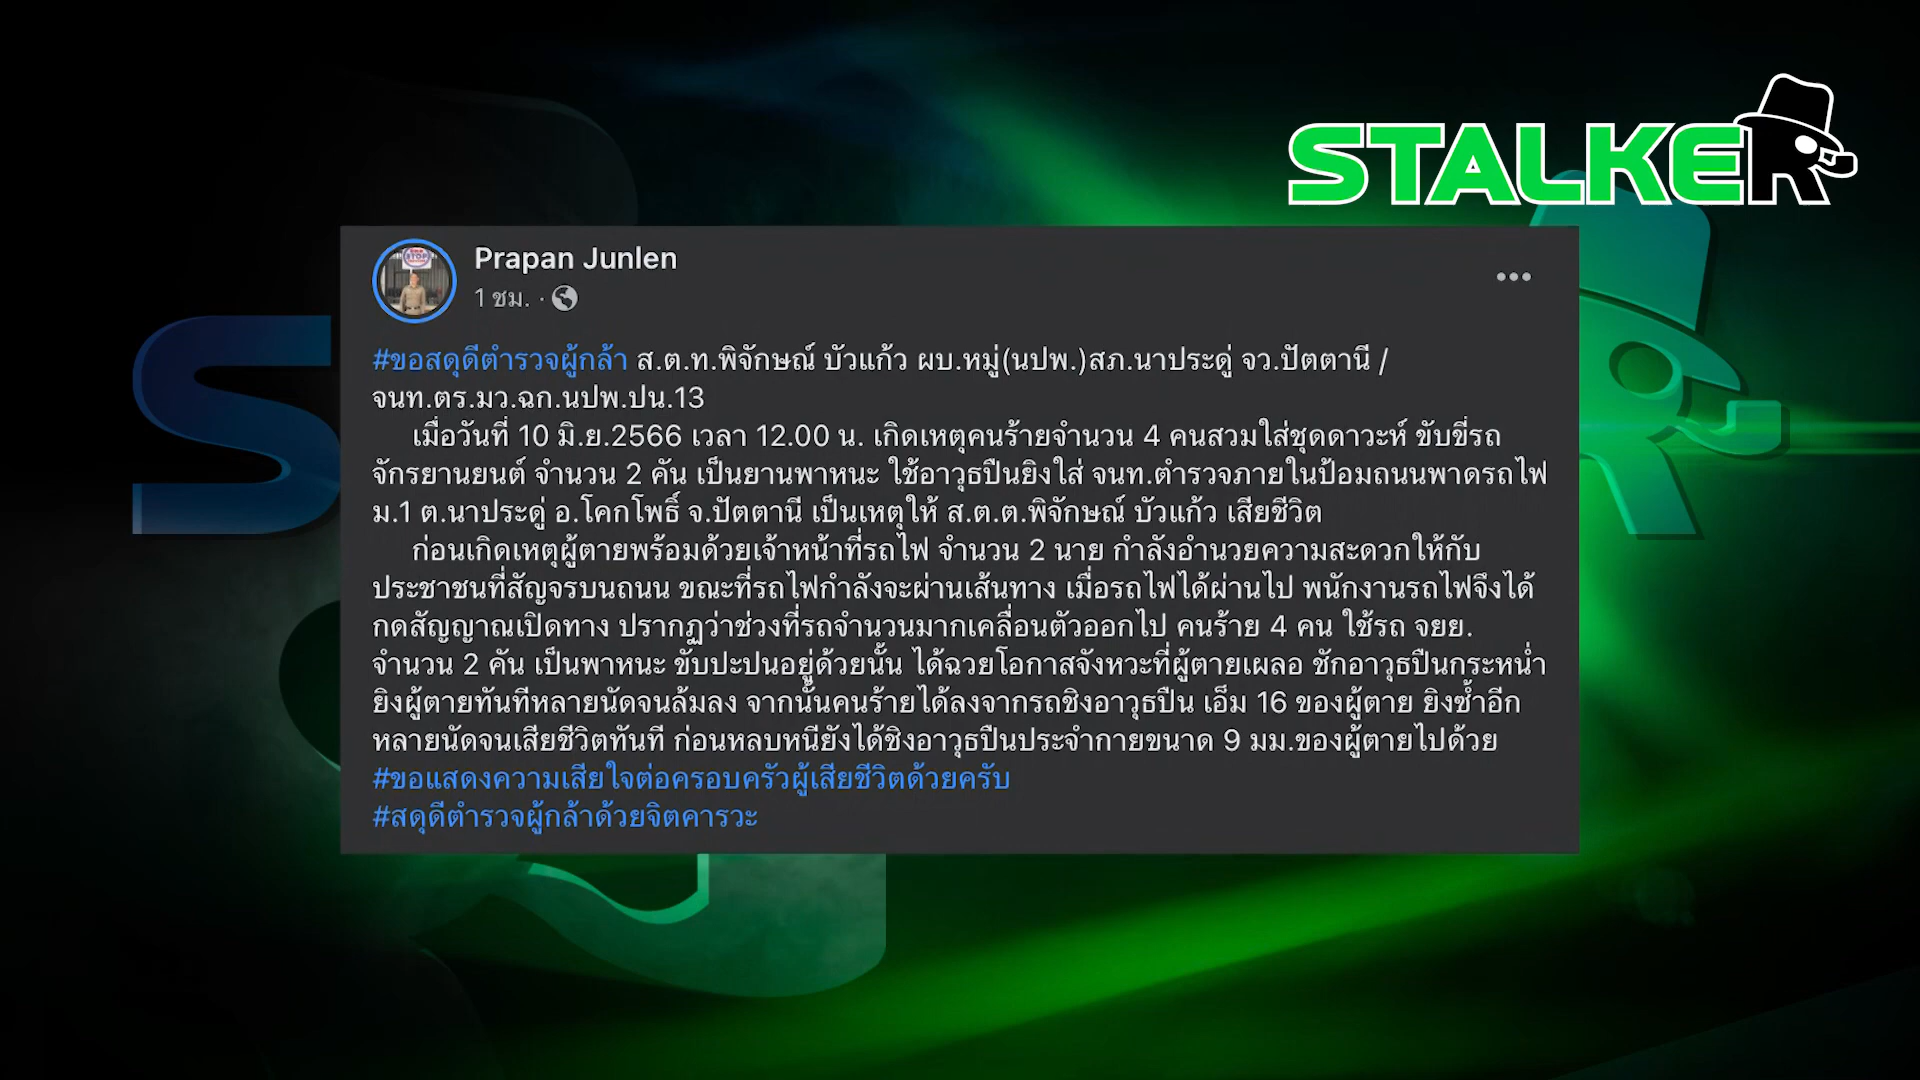 STALKER
Prapan Junlen
1 ชม. ·
#ขอสดุดีตำรวจผู้กล้า ส.ต.ท.พิจักษณ์ บัวแก้ว ผบ.หมู่(นปพ.)สภ.นาประดู่ จว.ปัตตานี /
จนท.ตร.มว.ฉก.นปพ.ปน.13
เมื่อวันที่ 10 มิ.ย.2566 เวลา 12.00 น. เกิดเหตุคนร้ายจำนวน 4 คนสวมใส่ชุดดาวะห์ ขับขี่รถ
จักรยานยนต์ จำนวน 2 คัน เป็นยานพาหนะ ใช้อาวุธปืนยิงใส่ จนท.ตำรวจภายในป้อมถนนพาดรถไฟ
ม.1 ต.นาประดู่ อ.โคกโพธิ์ จ.ปัตตานี เป็นเหตุให้ ส.ต.ต.พิจักษณ์ บัวแก้ว เสียชีวิต
ก่อนเกิดเหตุผู้ตายพร้อมด้วยเจ้าหน้าที่รถไฟ จำนวน 2 นาย กำลังอำนวยความสะดวกให้กับ
ประชาชนที่สัญจรบนถนน ขณะที่รถไฟกำลังจะผ่านเส้นทาง เมื่อรถไฟได้ผ่านไป พนักงานรถไฟจึงได้
กดสัญญาณเปิดทาง ปรากฏว่าช่วงที่รถจำนวนมากเคลื่อนตัวออกไป คนร้าย 4 คน ใช้รถ จยย.
จำนวน 2 คัน เป็นพาหนะ ขับปะปนอยู่ด้วยนั้น ได้ฉวยโอกาสจังหวะที่ผู้ตายเผลอ ชักอาวุธปืนกระหน่ำ
ยิงผู้ตายทันทีหลายนัดจนล้มลง จากนั้นคนร้ายได้ลงจากรถชิงอาวุธปืน เอ็ม 16 ของผู้ตาย ยิงซ้ำอีก
หลายนัดจนเสียชีวิตทันที ก่อนหลบหนียังได้ชิงอาวุธปืนประจำกายขนาด 9 มม.ของผู้ตายไปด้วย
#ขอแสดงความเสียใจต่อครอบครัวผู้เสียชีวิตด้วยครับ
#สดุดีตำรวจผู้กล้าด้วยจิตคารวะ